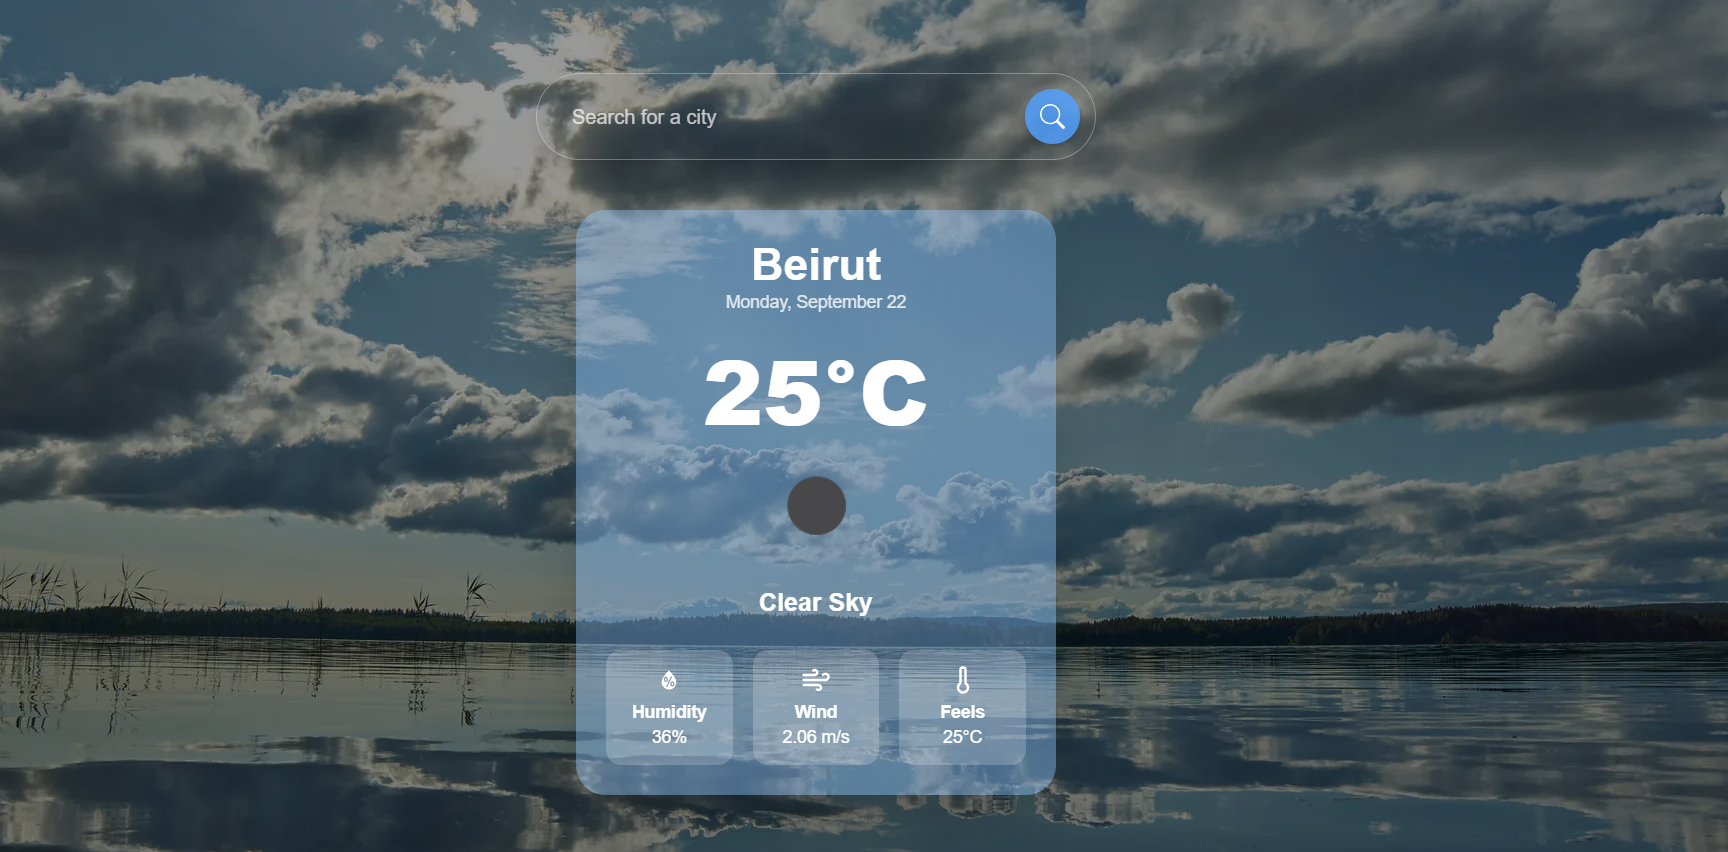 Search for a city
Beirut
Monday, September 22
25°C
Clear Sky
%
Humidity
36%
Wind
2.06 m/s
Feels
25°C